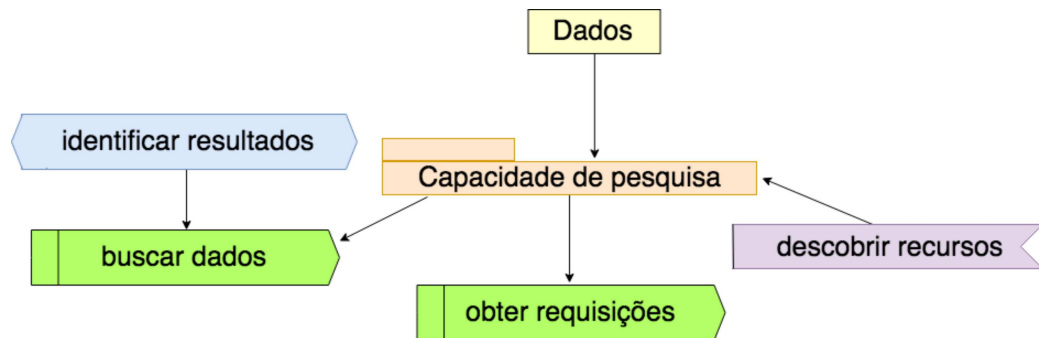 Dados
identificar resultados
Capacidade de pesquisa
buscar dados
descobrir recursos
obter requisições